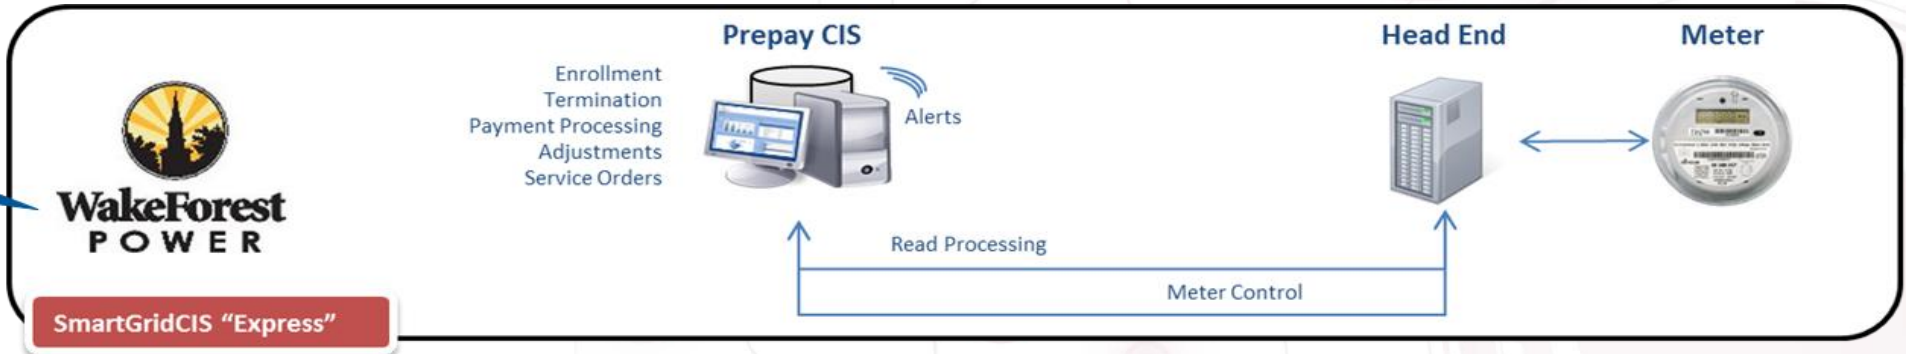 Prepay CIS
Head End
Meter
Enrollment
Termination
Payment Processing
Adjustments
Service Orders
Alerts
WakeForest
POWER
Read Processing
Meter Control
SmartGridCIS “Express”